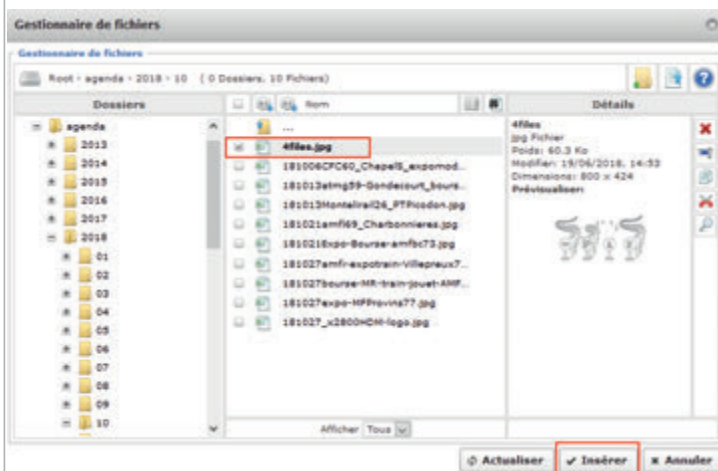 Gestionnaire de fichiers
Gestionnaire de fichiers
Root - agenda - 2018 - 10 ( 0 Dossiers, 10 Fichiers)
Dossiers
Nom
Détails
agenda
2013
2014
2015
2016
2017
2018
01
02
03
04
05
06
07
08
09
10
...
4files.jpg
181006CFC60_Chapel5_expomod...
181013atmg59-Gondecourt_bours...
181013Montelirail26_PTPicodon.jpg
181021amfl69_Charbonnieres.jpg
181021Expo-Bourse-amfbc73.jpg
181027amfi-expotrain-Villepreux7...
181027bourse-MR-train-jouet-AMF...
181027expo-MFProvins77.jpg
181027_x2800HDM-logo.jpg
Afficher Tous
4files
jpg Fichier
Poids: 60.3 Ko
Modifier: 19/06/2018, 14:53
Dimensions: 800 x 424
Prévisualiser:
Actualiser
Insérer
Annuler